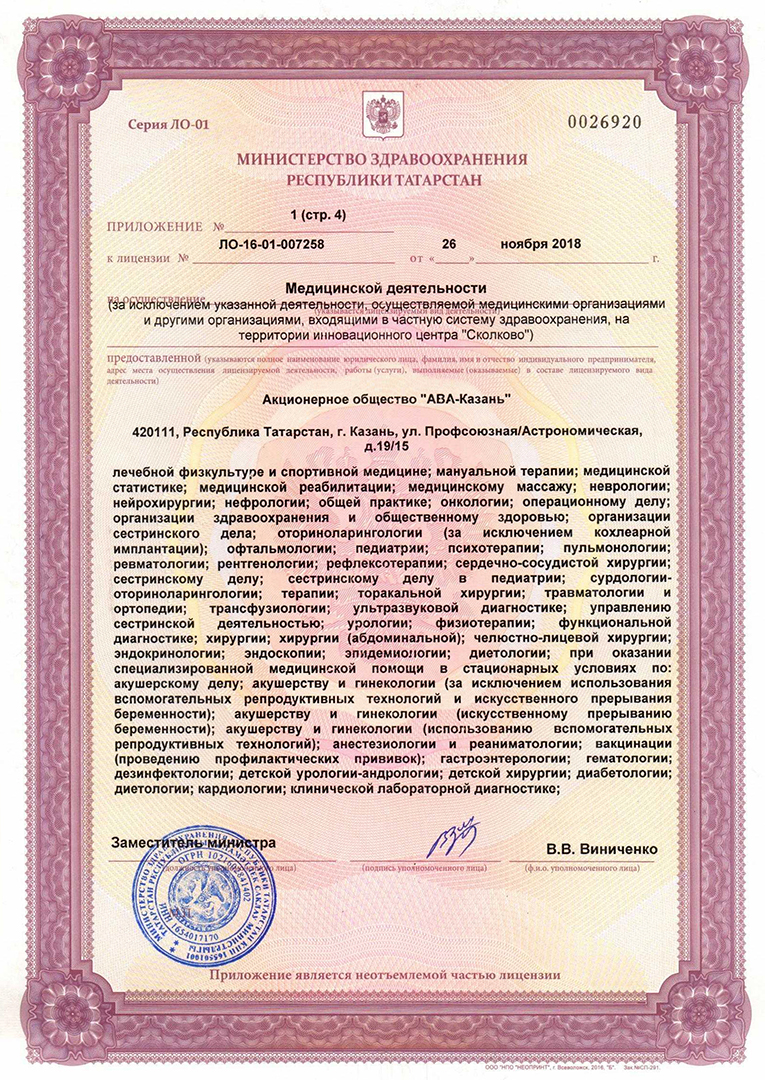 Серия ЛО-01
0026920
МИНИСТЕРСТВО ЗДРАВООХРАНЕНИЯ
РЕСПУБЛИКИ ТАТАРСТАН
1 (стр. 4)
ПРИЛОЖЕНИЕ №
ЛО-16-01-007258 26 ноября 2018
к лицензии № от « » г.
Медицинской деятельности
на осуществление
(за исключением указанной деятельности, осуществляемой медицинскими организациями
(указывается лицензируемый вид деятельности)
и другими организациями, входящими в частную систему здравоохранения, на
территории инновационного центра "Сколково")
предоставленной (указываются полное наименование юридического лица, фамилия, имя и отчество индивидуального предпринимателя,
адрес места осуществления лицензируемой деятельности, работы (услуги), выполняемые (оказываемые) в составе лицензируемого вида
деятельности)
Акционерное общество "АВА-Казань"
420111, Республика Татарстан, г. Казань, ул. Профсоюзная/Астрономическая,
д.19/15
лечебной физкультуре и спортивной медицине; мануальной терапии; медицинской
статистике; медицинской реабилитации; медицинскому массажу; неврологии;
нейрохирургии; нефрологии; общей практике; онкологии; операционному делу;
организации здравоохранения и общественному здоровью; организации
сестринского дела; оториноларингологии (за исключением кохлеарной
имплантации); офтальмологии; педиатрии; психотерапии; пульмонологии;
ревматологии; рентгенологии; рефлексотерапии; сердечно-сосудистой хирургии;
сестринскому делу; сестринскому делу в педиатрии; сурдологии-
оториноларингологии; терапии; торакальной хирургии; травматологии и
ортопедии; трансфузиологии; ультразвуковой диагностике; управлению
сестринской деятельностью; урологии; физиотерапии; функциональной
диагностике; хирургии; хирургии (абдоминальной); челюстно-лицевой хирургии;
эндокринологии; эндоскопии; эпидемиологии; диетологии; при оказании
специализированной медицинской помощи в стационарных условиях по:
акушерскому делу; акушерству и гинекологии (за исключением использования
вспомогательных репродуктивных технологий и искусственного прерывания
беременности); акушерству и гинекологии (искусственному прерыванию
беременности); акушерству и гинекологии (использованию вспомогательных
репродуктивных технологий); анестезиологии и реаниматологии; вакцинации
(проведению профилактических прививок); гастроэнтерологии; гематологии;
дезинфектологии; детской урологии-андрологии; детской хирургии; диабетологии;
диетологии; кардиологии; клинической лабораторной диагностике;
Заместитель министра
В.В. Виниченко
(должность уполномоченного лица) (подпись уполномоченного лица) (ф.и.о. уполномоченного лица)
ИНН 1654017170
Приложение является неотъемлемой частью лицензии
ООО "НПО "НЕОПРИНТ", г. Всеволожск, 2016, "Б". Зак №СЛ-291.